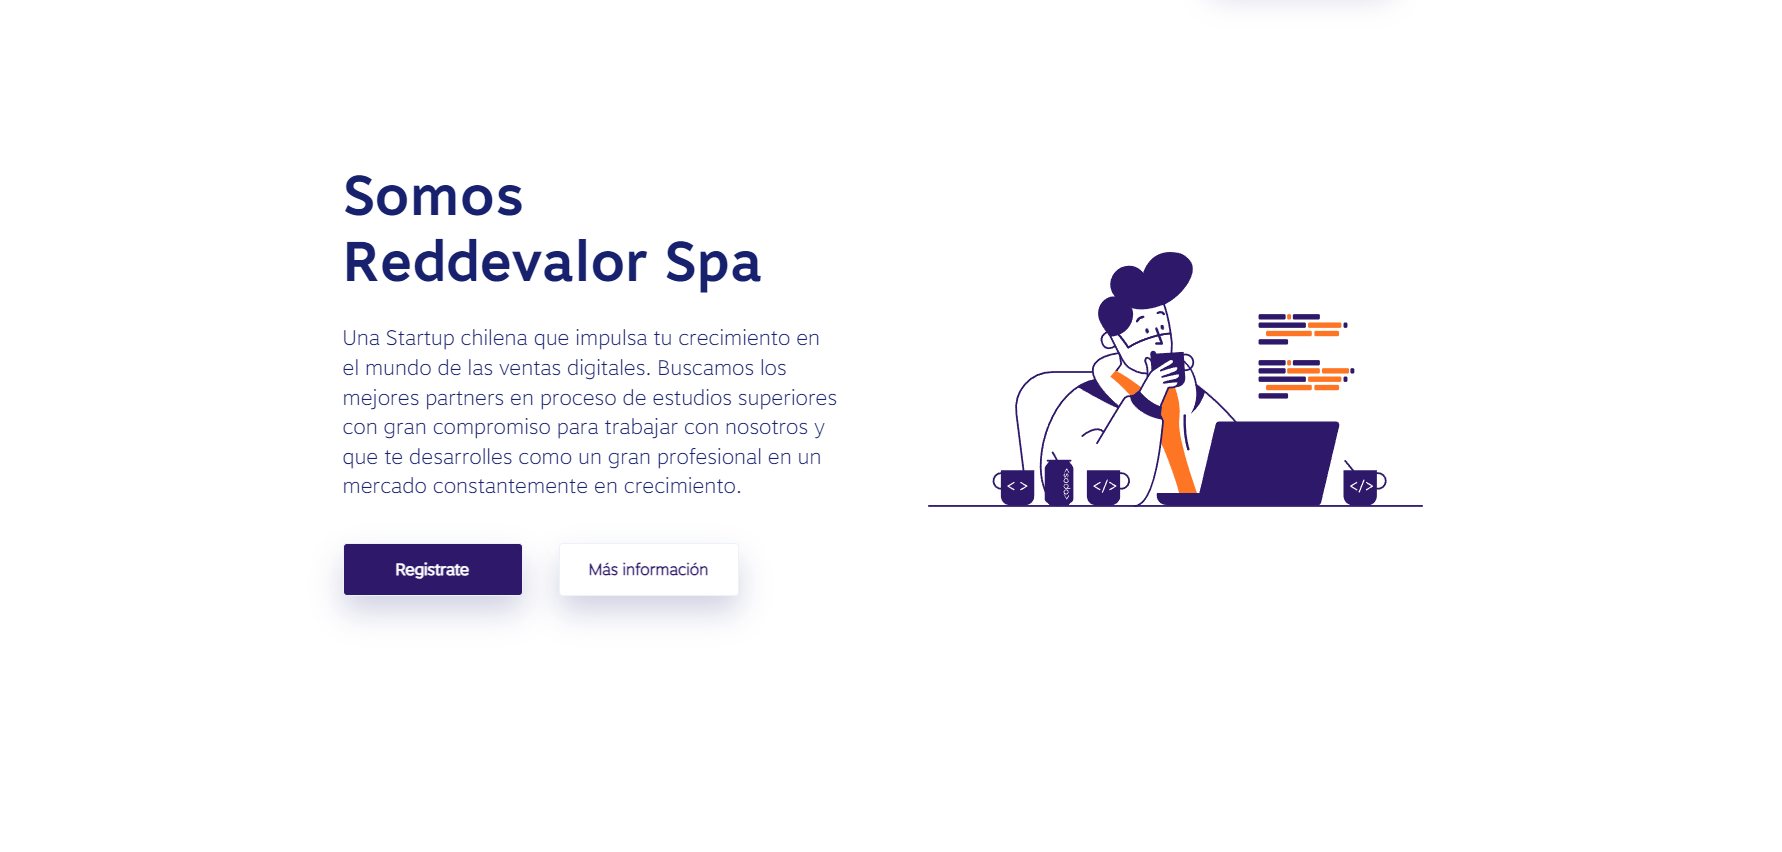 Somos
Reddevalor Spa
Una Startup chilena que impulsa tu crecimiento en
el mundo de las ventas digitales. Buscamos los
mejores partners en proceso de estudios superiores
con gran compromiso para trabajar con nosotros y
que te desarrolles como un gran profesional en un
mercado constantemente en crecimiento.
Registrate
Más información
< >
<soda>
</>
</>